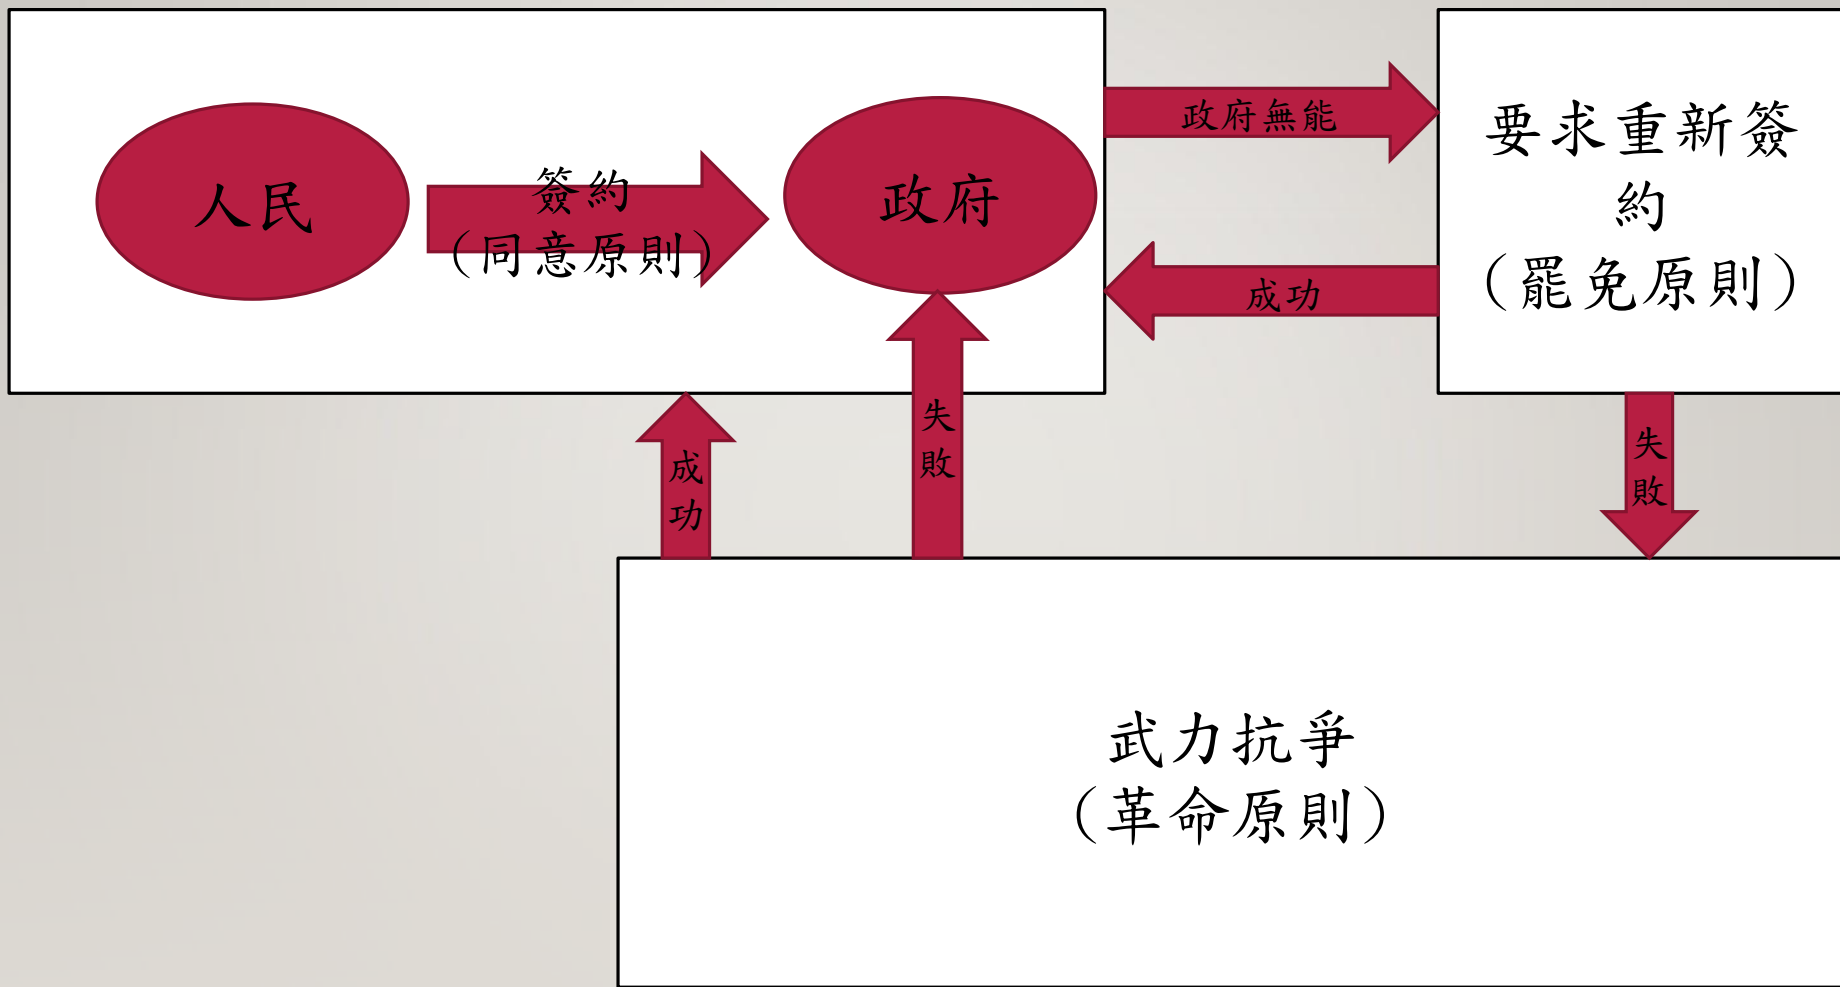 人民
簽約
（同意原則）
政府
政府無能
成功
要求重新簽
約
（罷免原則）
成
功
失
敗
失
敗
武力抗爭
（革命原則）